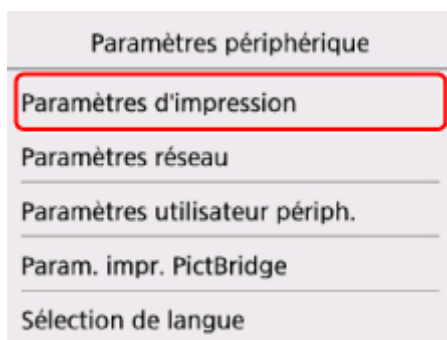 Paramètres périphérique
Paramètres d'impression
Paramètres réseau
Paramètres utilisateur périph.
Param. impr. PictBridge
Sélection de langue